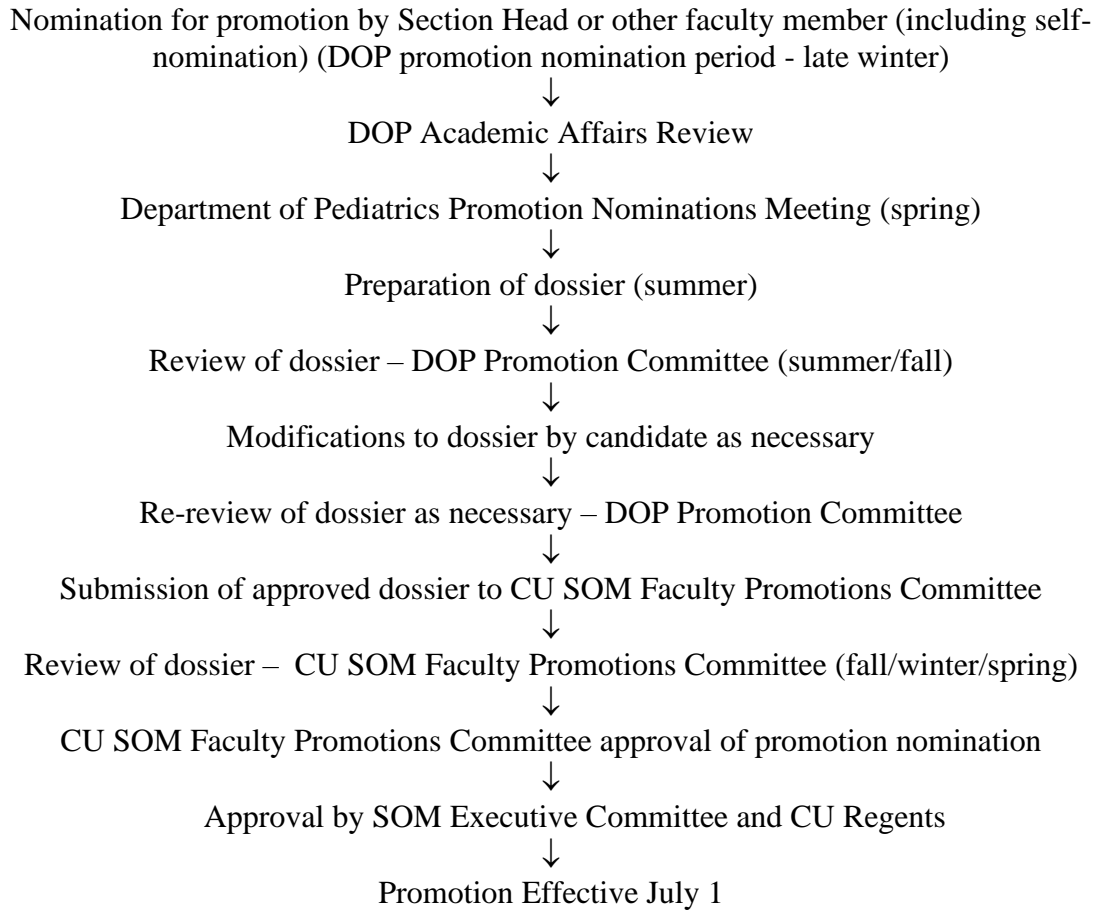 Nomination for promotion by Section Head or other faculty member (including self-
nomination) (DOP promotion nomination period - late winter)
↓
DOP Academic Affairs Review
↓
Department of Pediatrics Promotion Nominations Meeting (spring)
↓
Preparation of dossier (summer)
↓
Review of dossier – DOP Promotion Committee (summer/fall)
↓
Modifications to dossier by candidate as necessary
↓
Re-review of dossier as necessary – DOP Promotion Committee
↓
Submission of approved dossier to CU SOM Faculty Promotions Committee
↓
Review of dossier –  CU SOM Faculty Promotions Committee (fall/winter/spring)
↓
CU SOM Faculty Promotions Committee approval of promotion nomination
↓
Approval by SOM Executive Committee and CU Regents
↓
Promotion Effective July 1